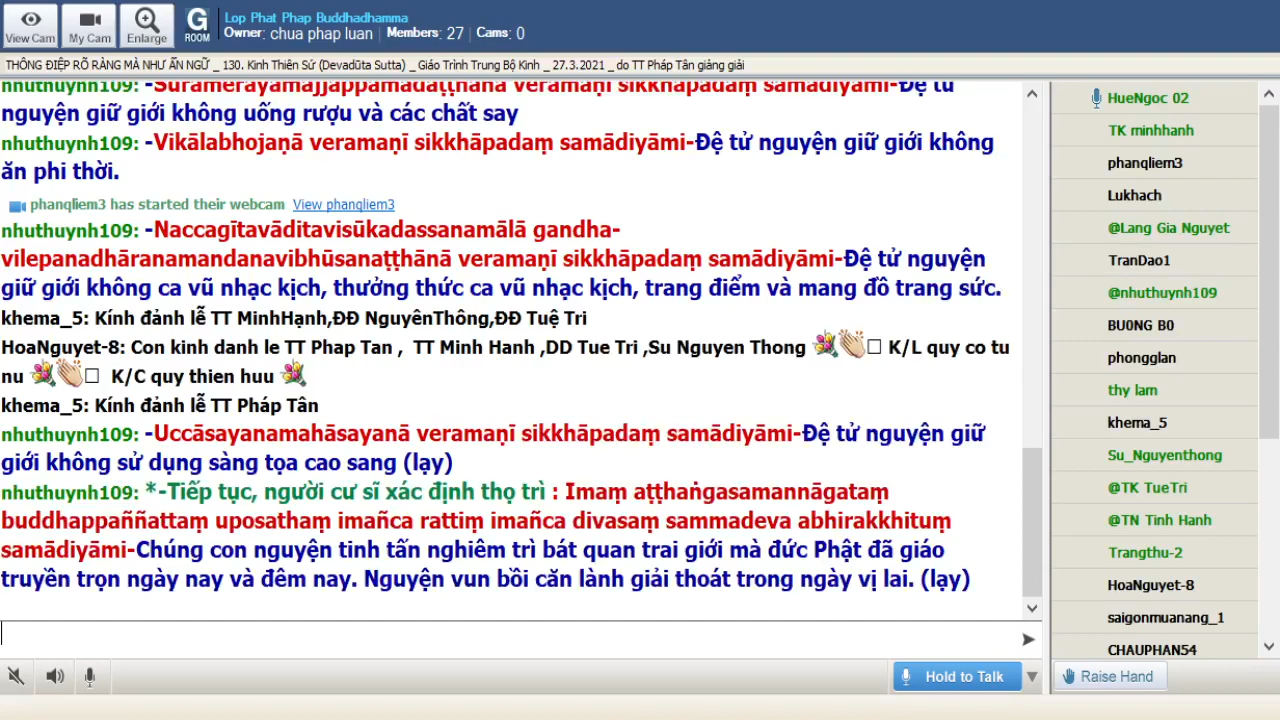 View Cam
My Cam
Enlarge
G
ROOM
Lop Phat Phap Buddhadhamma
Owner: chua phap luan | Members: 27 | Cams: 0
THÔNG ĐIỆP RÕ RÀNG MÀ NHƯ ẨN NGỮ _ 130. Kinh Thiên Sứ (Devadūta Sutta) _ Giáo Trình Trung Bộ Kinh _ 27.3.2021 _ do TT Pháp Tân giảng giải
nhuthuynh109: -Surāmerayamajjappamādaṭṭhānā veramaṇī sikkhāpadaṃ samādiyāmi-Đệ tử
nguyện giữ giới không uống rượu và các chất say
nhuthuynh109: -Vikālabhojaṇā veramaṇī sikkhāpadaṃ samādiyāmi-Đệ tử nguyện giữ giới không
ăn phi thời.
phanqliem3 has started their webcam View phanqliem3
nhuthuynh109: -Naccagītavāditavisūkadassanamālā gandha-
vilepanadhāranamandanavibhūsanaṭṭhānā veramaṇī sikkhāpadaṃ samādiyāmi-Đệ tử nguyện
giữ giới không ca vũ nhạc kịch, thưởng thức ca vũ nhạc kịch, trang điểm và mang đồ trang sức.
khema_5: Kính đảnh lễ TT MinhHạnh,ĐĐ NguyênThông,ĐĐ Tuệ Tri
HoaNguyet-8: Con kinh danh le TT Phap Tan , TT Minh Hanh ,DD Tue Tri ,Su Nguyen Thong 💐👏□ K/L quy co tu
nu 💐👏□ K/C quy thien huu 💐
khema_5: Kính đảnh lễ TT Pháp Tân
nhuthuynh109: -Uccāsayanamahāsayanā veramaṇī sikkhāpadaṃ samādiyāmi-Đệ tử nguyện giữ
giới không sử dụng sàng tọa cao sang (lạy)
nhuthuynh109: *-Tiếp tục, người cư sĩ xác định thọ trì : Imaṃ aṭṭhaṅgasamannāgataṃ
buddhappaññattaṃ uposathaṃ imañca rattiṃ imañca divasaṃ sammadeva abhirakkhituṃ
samādiyāmi-Chúng con nguyện tinh tấn nghiêm trì bát quan trai giới mà đức Phật đã giáo
truyền trọn ngày nay và đêm nay. Nguyện vun bồi căn lành giải thoát trong ngày vị lai. (lạy)
Hold to Talk
HueNgoc 02
TK minhhanh
phanqliem3
Lukhach
@Lang Gia Nguyet
TranDao1
@nhuthuynh109
BU0NG B0
phongglan
thy lam
khema_5
Su_Nguyenthong
@TK TueTri
@TN Tinh Hanh
Trangthu-2
HoaNguyet-8
saigonmuanang_1
CHAUPHAN54
Raise Hand